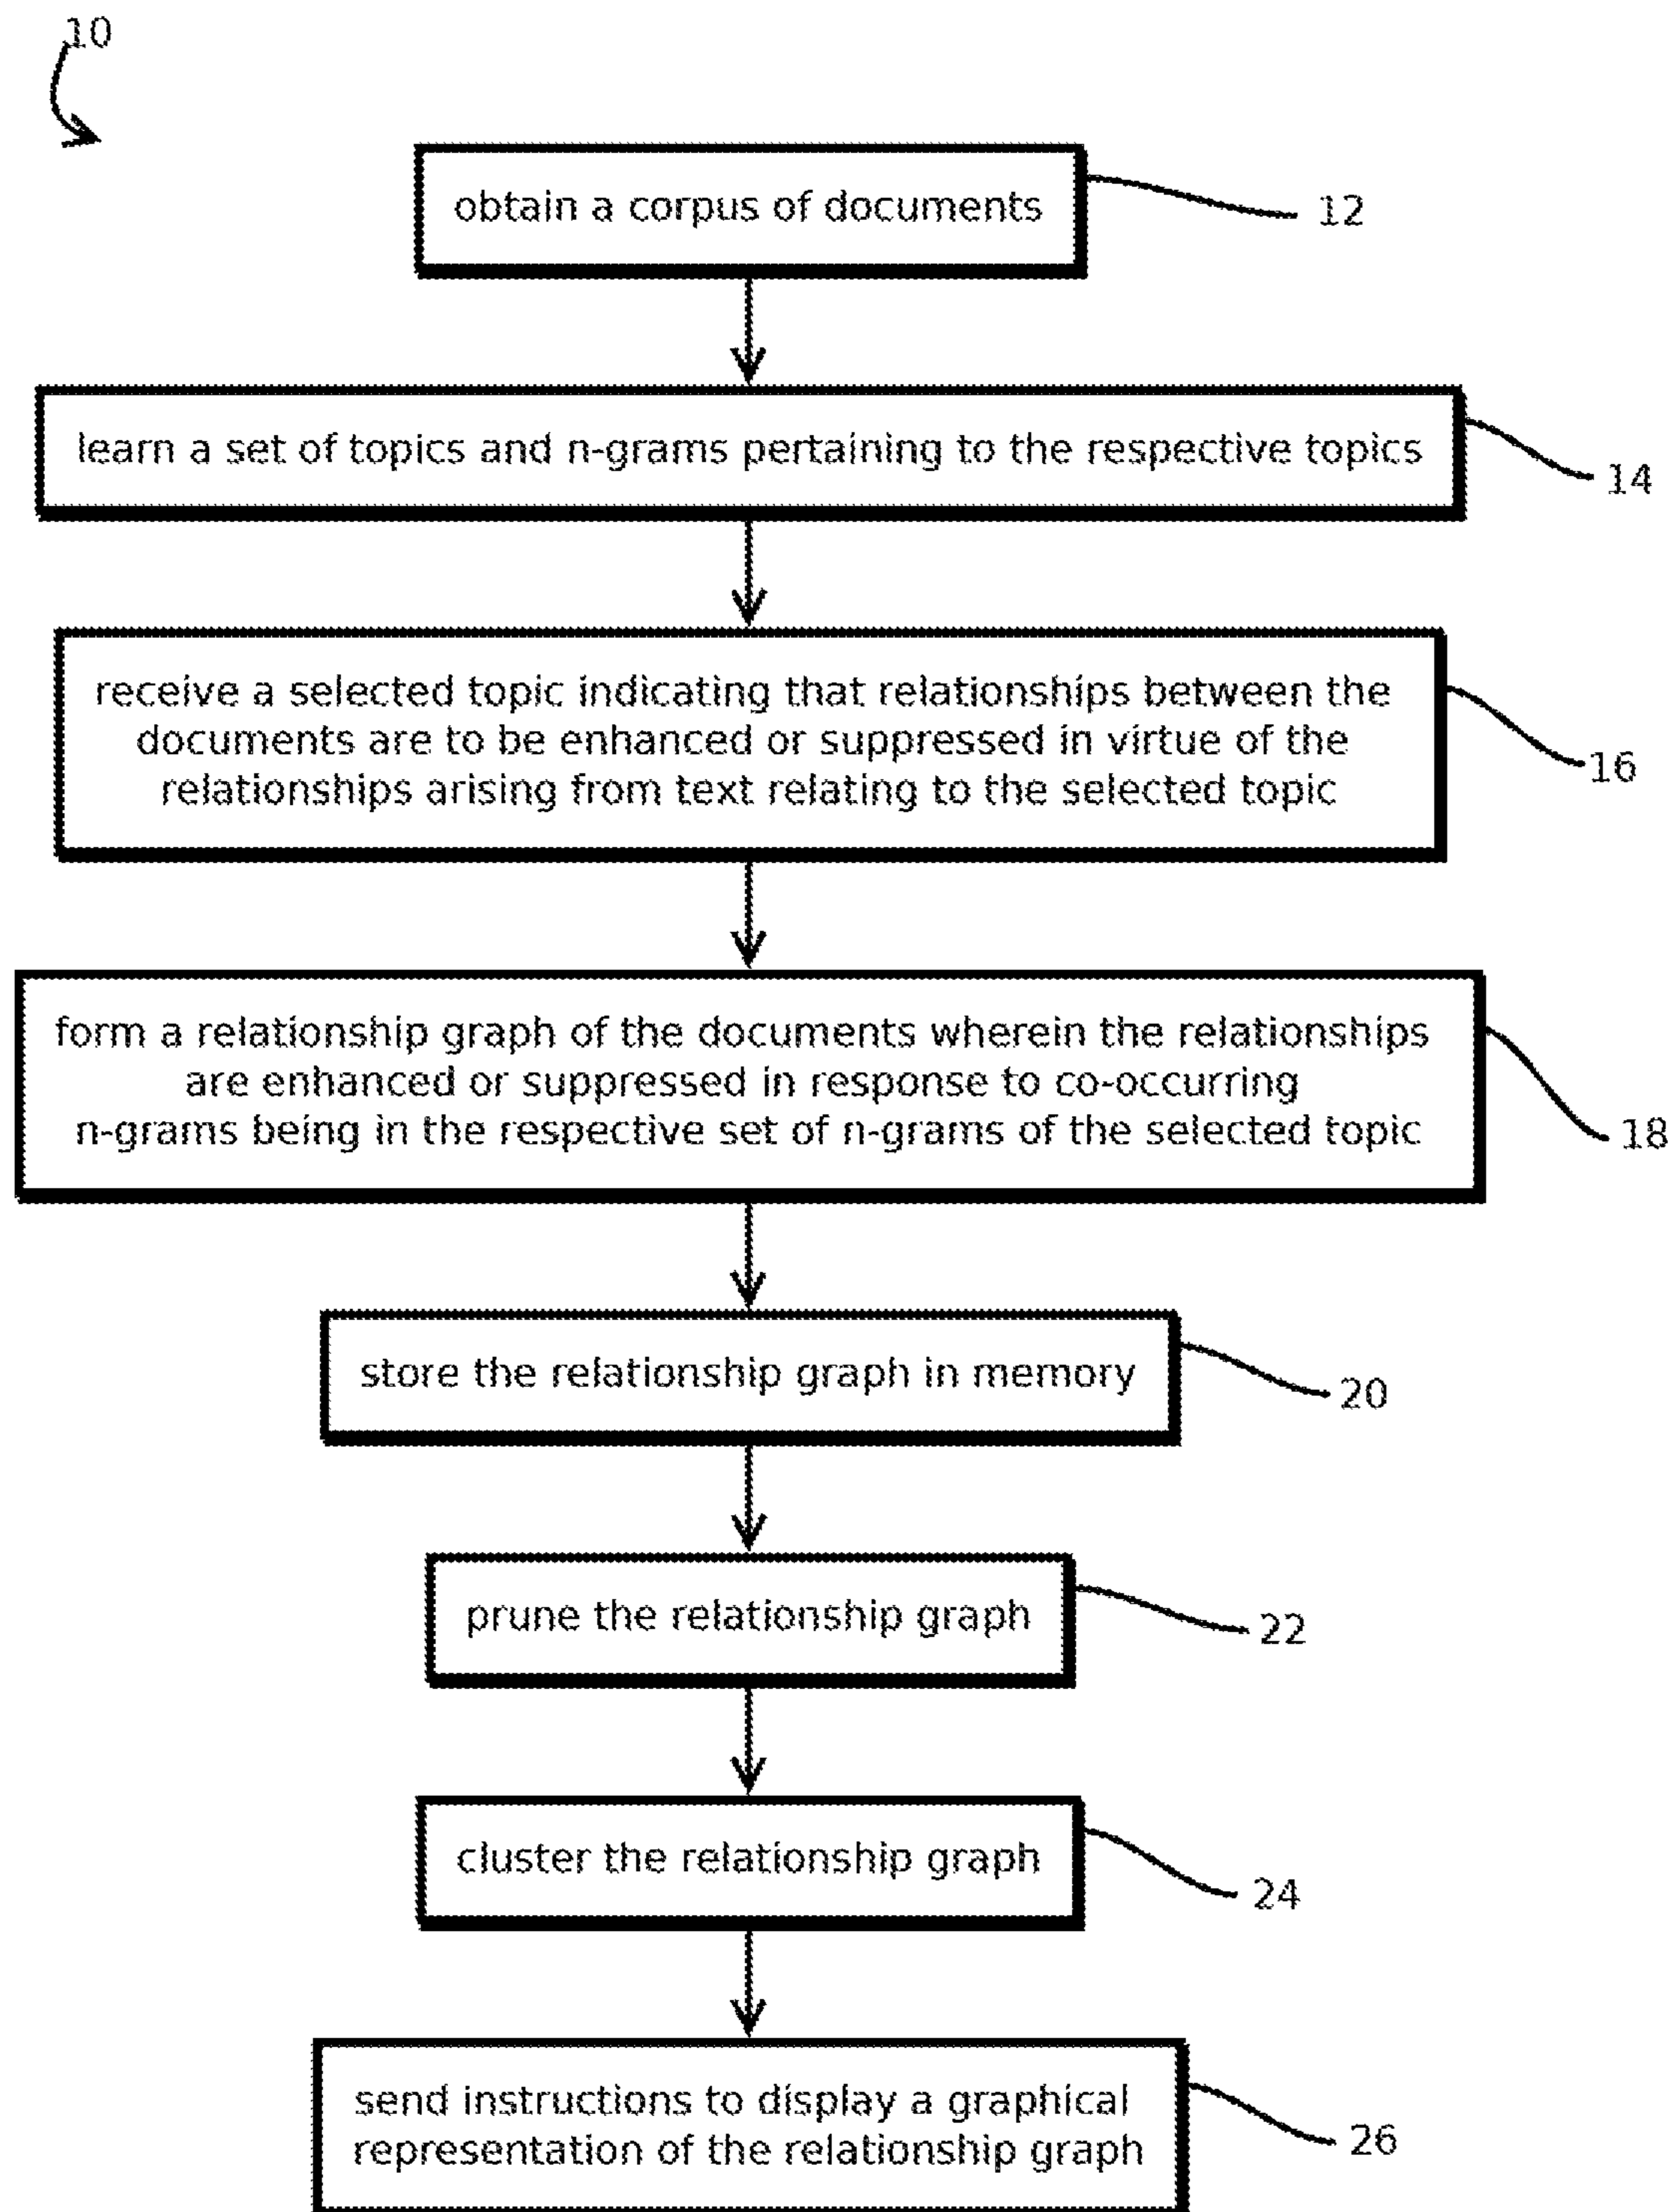 10
obtain a corpus of documents
12
learn a set of topics and n-grams pertaining to the respective topics
14
receive a selected topic indicating that relationships between the
documents are to be enhanced or suppressed in virtue of the
relationships arising from text relating to the selected topic
16
form a relationship graph of the documents wherein the relationships
are enhanced or suppressed in response to co-occurring
n-grams being in the respective set of n-grams of the selected topic
18
store the relationship graph in memory
20
prune the relationship graph
22
cluster the relationship graph
24
send instructions to display a graphical
representation of the relationship graph
26